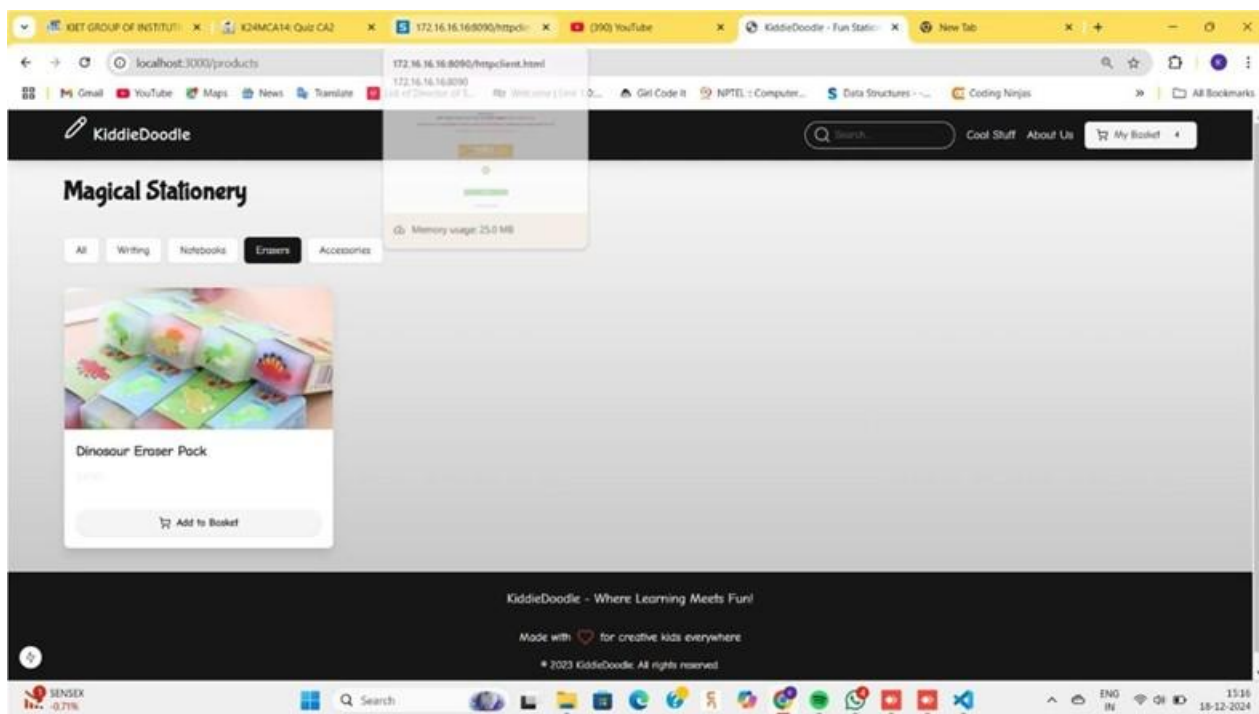 KIET GROUP OF INSTITUTI
K24MCA14: Quiz CA2
172.16.16.16:8090/httpclie
(390) YouTube
KiddieDoodle - Fun Station
New Tab
localhost:3000/products
172.16.16.16:8090/httpclient.html
172.16.16.16:8090
Gmail
YouTube
Maps
News
Translate
Girl Code It
NPTEL :: Computer...
Data Structures - ...
Coding Ninjas
»
All Bookmarks
KiddieDoodle
Search...
Cool Stuff
About Us
My Basket
4
Magical Stationery
Memory usage: 25.0 MB
All
Writing
Notebooks
Erasers
Accessories
Dinosaur Eraser Pack
Add to Basket
KiddieDoodle - Where Learning Meets Fun!
Made with for creative kids everywhere
© 2023 KiddieDoodle. All rights reserved.
SENSEX
-0.71%
Search
ENG
IN
15:16
18-12-2024